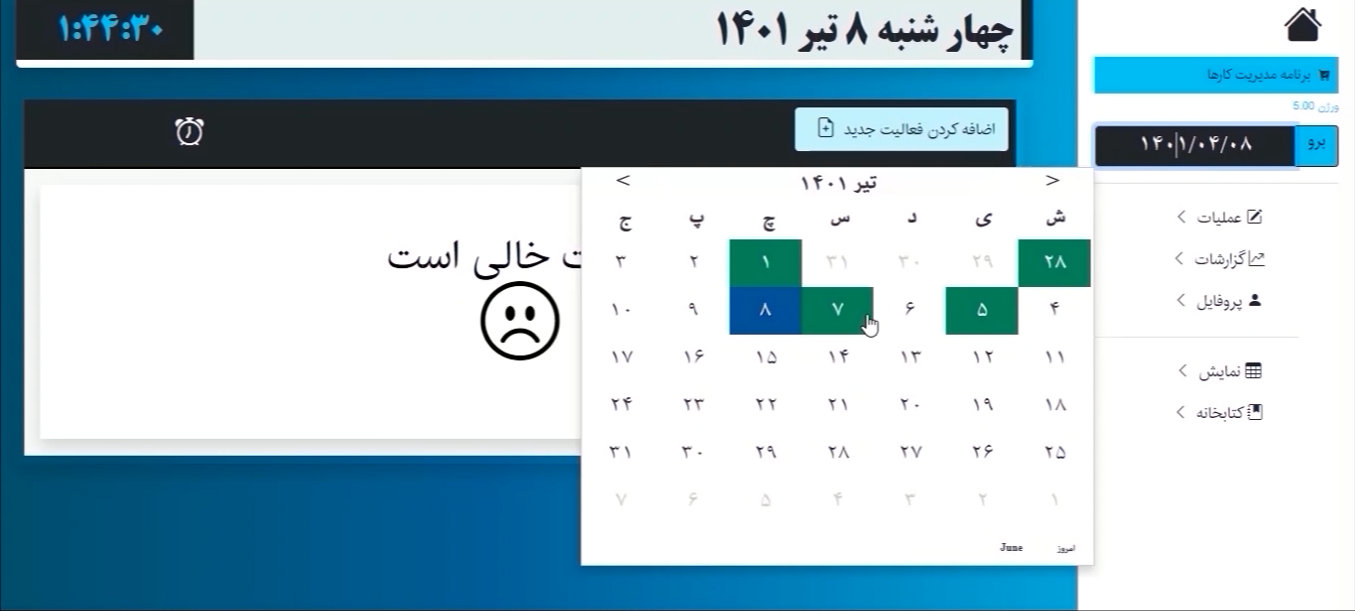 چهار شنبه ۸ تیر ۱۴۰۱
۱:۴۴:۳۰
برنامه مدیریت کارها
ورژن 5.00
برو
۱۴۰۱/۰۴/۰۸
عملیات
گزارشات
پروفایل
نمایش
کتابخانه
اضافه کردن فعالیت جدید
ت خالی است
> تیر ۱۴۰۱ <
ش ی د س چ پ ج
۲۸ ۲۹ ۳۰ ۳۱ ۱ ۲ ۳
۴ ۵ ۶ ۷ ۸ ۹ ۱۰
۱۱ ۱۲ ۱۳ ۱۴ ۱۵ ۱۶ ۱۷
۱۸ ۱۹ ۲۰ ۲۱ ۲۲ ۲۳ ۲۴
۲۵ ۲۶ ۲۷ ۲۸ ۲۹ ۳۰ ۳۱
۱ ۲ ۳ ۴ ۵ ۶ ۷
امروز June